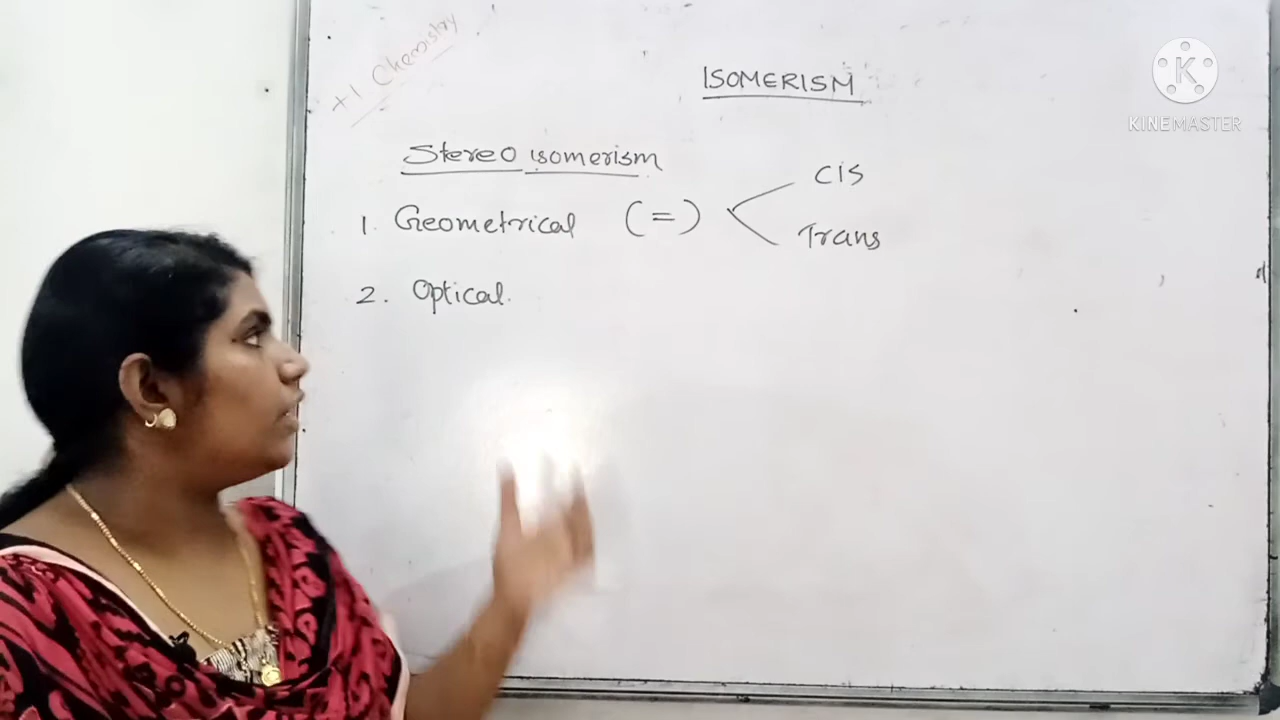 +1 Chemistry
ISOMERISM
Stereo isomerism
1. Geometrical (=) < Cis
Trans
2. Optical.
KINEMASTER